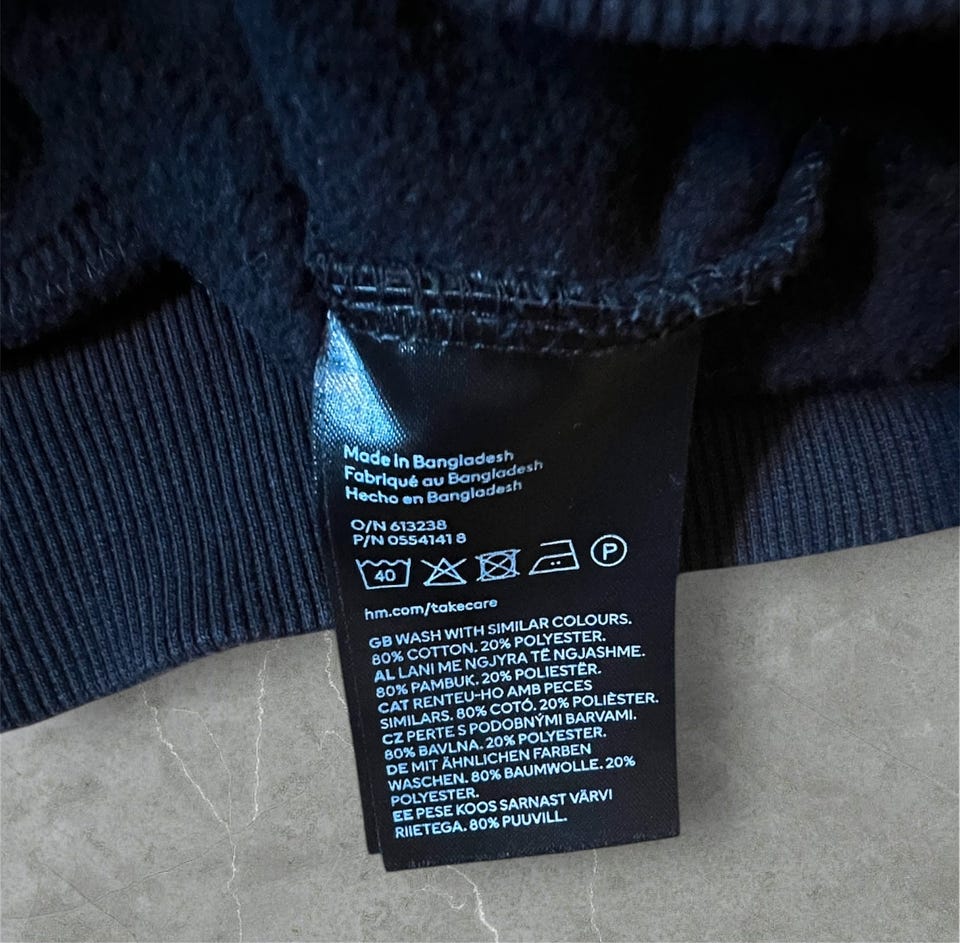 Made in Bangladesh
Fabriqué au Bangladesh
Hecho en Bangladesh
O/N 613238
P/N 0554141 8
40 P
hm.com/takecare
GB WASH WITH SIMILAR COLOURS.
80% COTTON. 20% POLYESTER.
AL LANI ME NGJYRA TË NGJASHME.
80% PAMBUK. 20% POLIESTËR.
CAT RENTEU-HO AMB PECES
SIMILARS. 80% COTÓ. 20% POLIÈSTER.
CZ PERTE S PODOBNÝMI BARVAMI.
80% BAVLNA. 20% POLYESTER.
DE MIT ÄHNLICHEN FARBEN
WASCHEN. 80% BAUMWOLLE. 20%
POLYESTER.
EE PESE KOOS SARNAST VÄRVI
RIIETEGA. 80% PUUVILL.